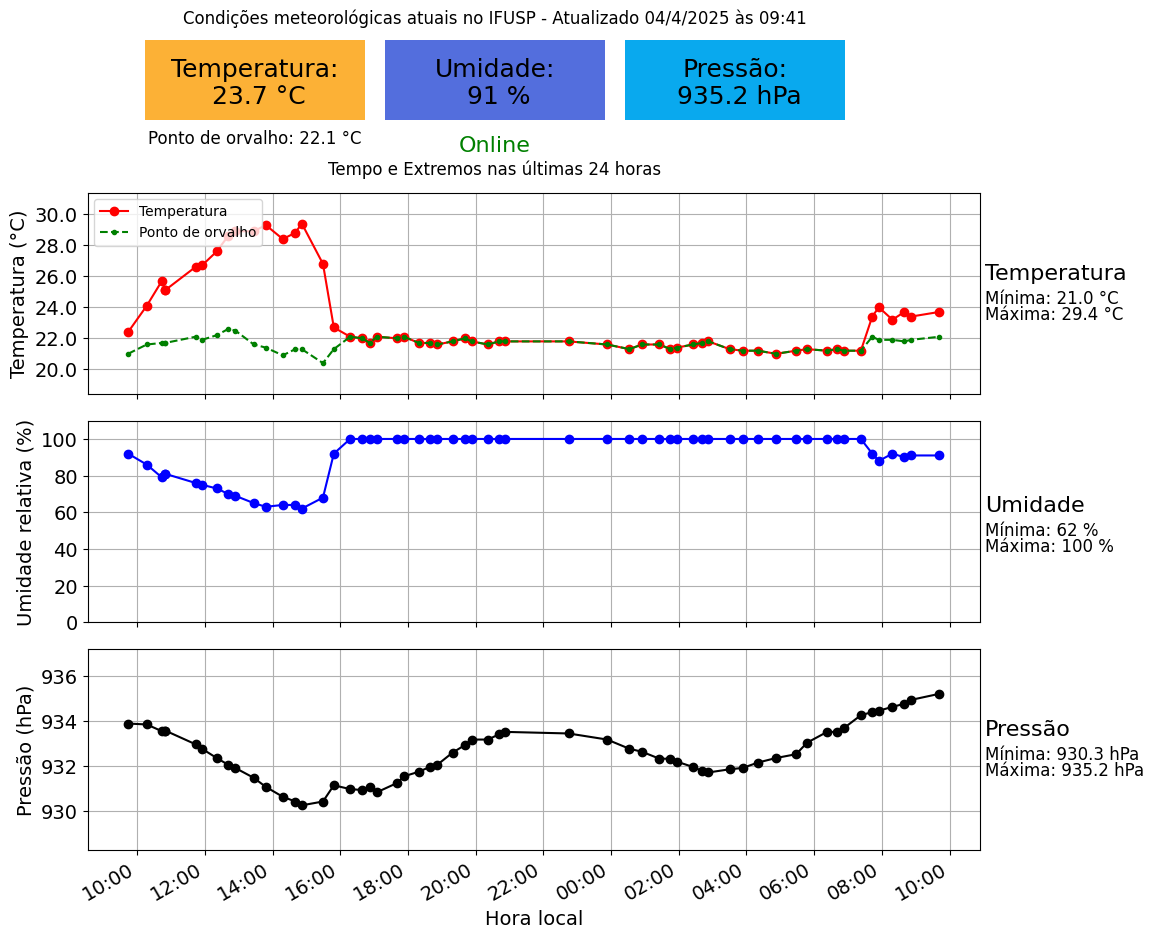 Condições meteorológicas atuais no IFUSP - Atualizado 04/4/2025 às 09:41
Temperatura:
23.7 °C
Umidade:
91 %
Pressão:
935.2 hPa
Ponto de orvalho: 22.1 °C
Online
Tempo e Extremos nas últimas 24 horas
Temperatura (°C)
30.0
28.0
26.0
24.0
22.0
20.0
Temperatura
Ponto de orvalho
Temperatura
Mínima: 21.0 °C
Máxima: 29.4 °C
Umidade relativa (%)
100
80
60
40
20
0
Umidade
Mínima: 62 %
Máxima: 100 %
Pressão (hPa)
936
934
932
930
Pressão
Mínima: 930.3 hPa
Máxima: 935.2 hPa
10:00
12:00
14:00
16:00
18:00
20:00
22:00
00:00
02:00
04:00
06:00
08:00
10:00
Hora local